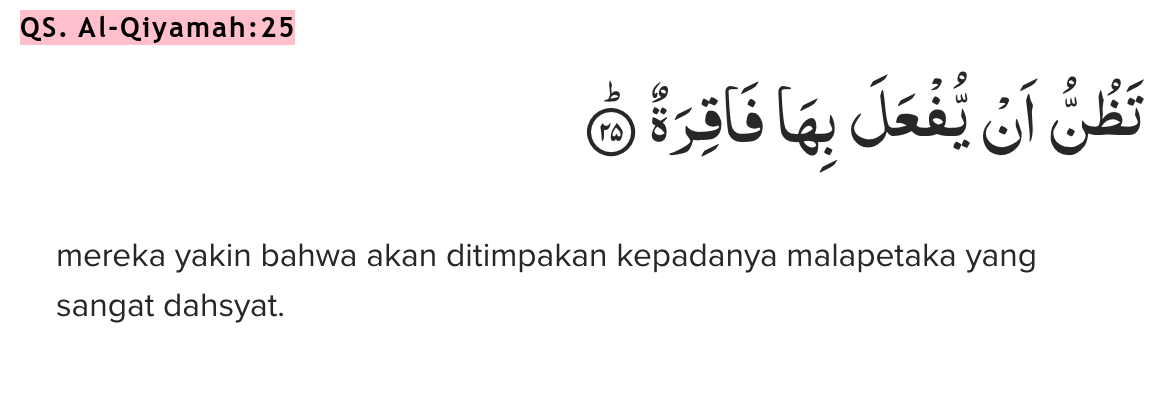 QS. Al-Qiyamah:25
تَظُنُّ اَنْ يُّفْعَلَ بِهَا فَاقِرَةٌ ۗ ٢٥
mereka yakin bahwa akan ditimpakan kepadanya malapetaka yang
sangat dahsyat.